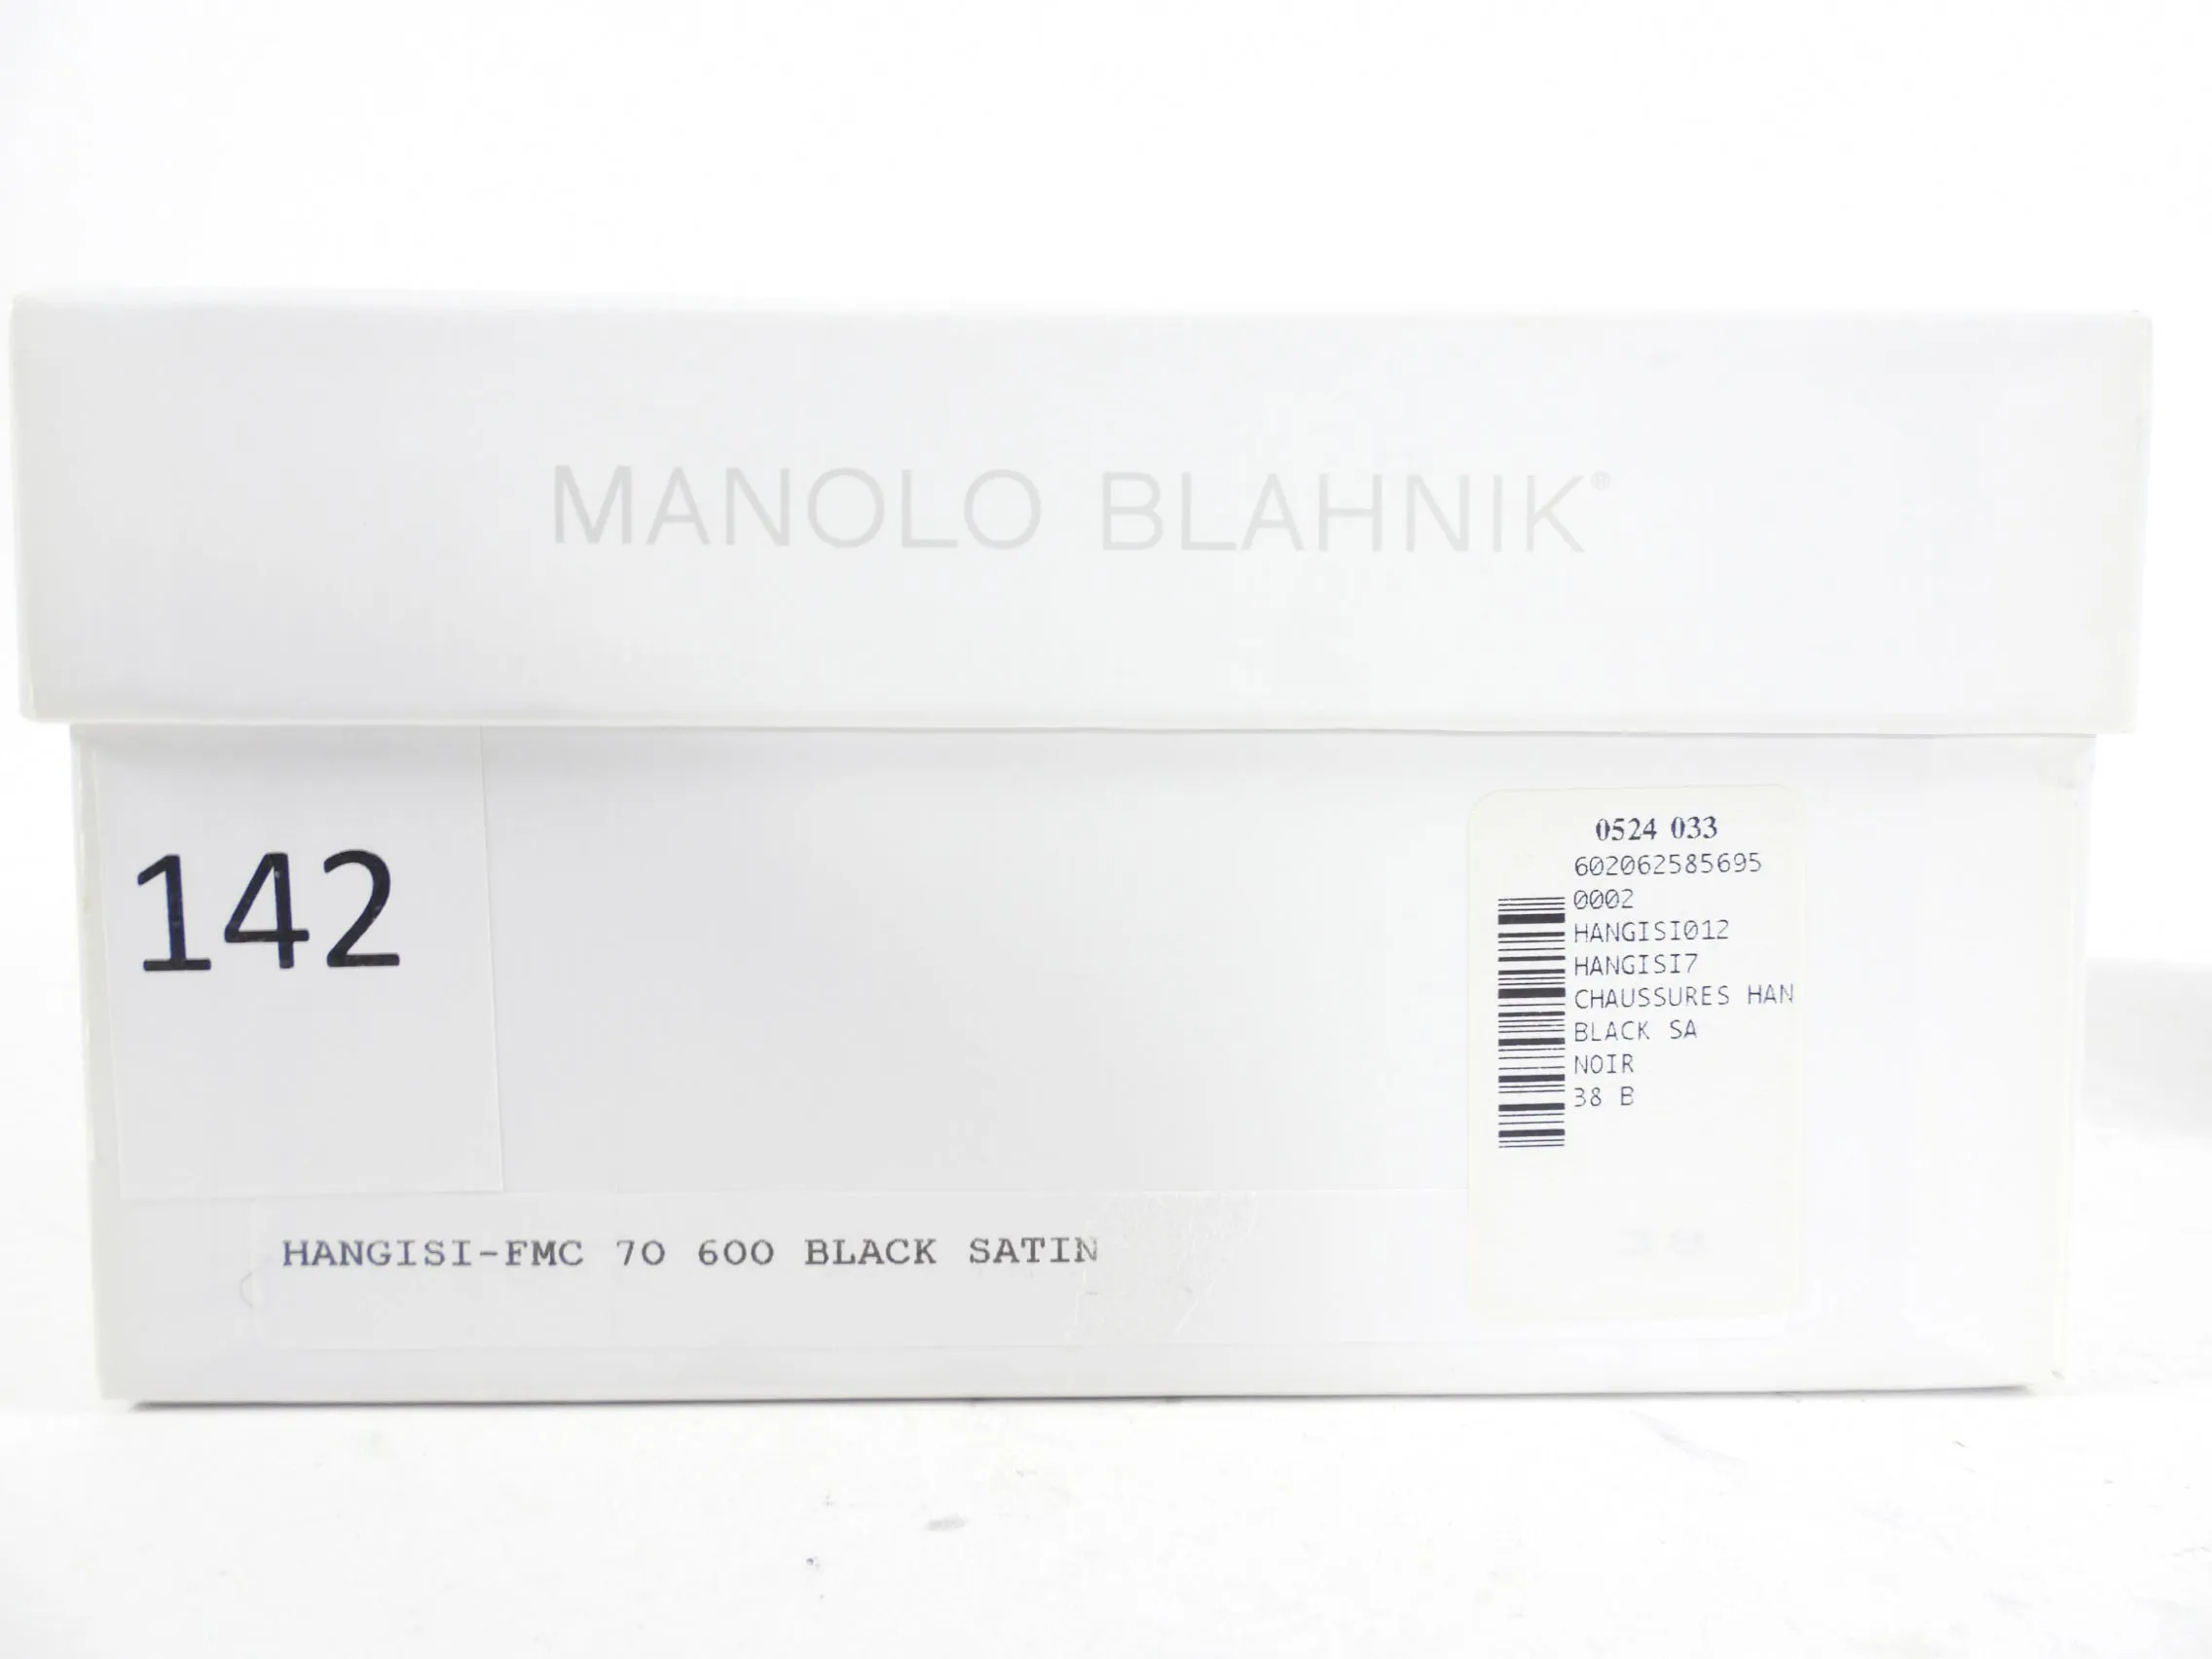 MANOLO BLAHNIK®
142
0524 033
602062585695
0002
HANGISI012
HANGISI7
CHAUSSURES HAN
BLACK SA
NOIR
38 B
HANGISI-FMC 70 600 BLACK SATIN